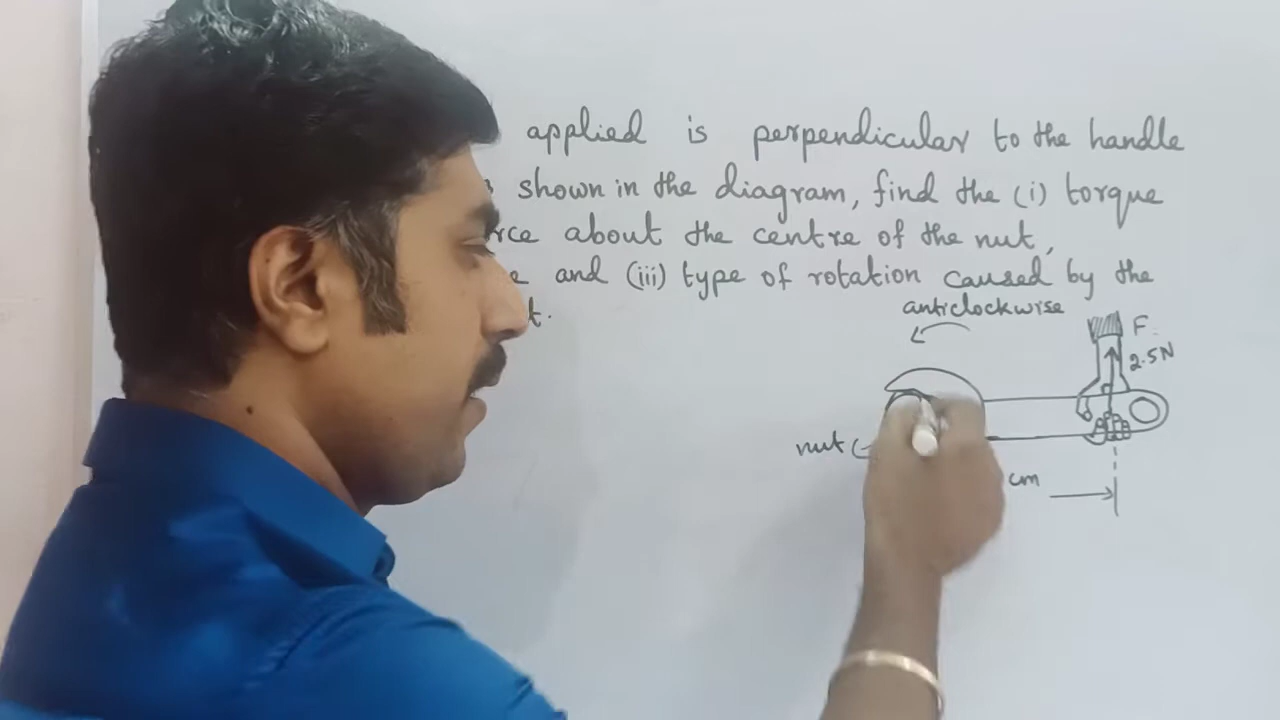 applied is perpendicular to the handle
shown in the diagram, find the (i) torque
about the centre of the nut,
and (iii) type of rotation caused by the
anticlockwise
F
2.5N
nut
cm